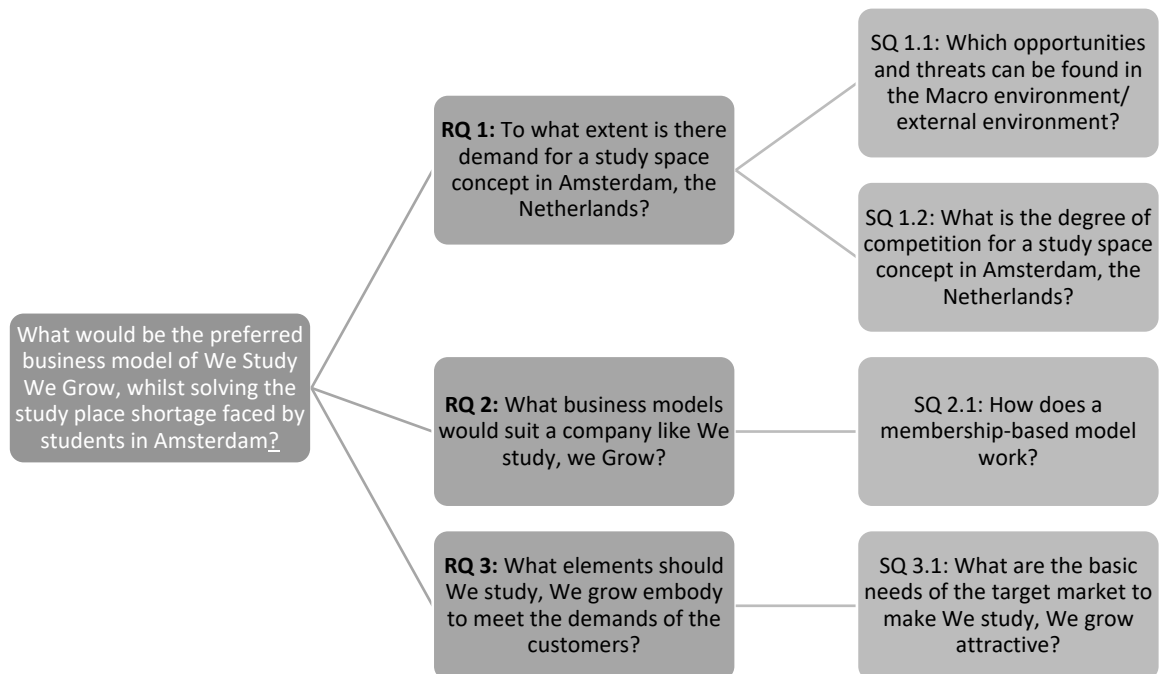 What would be the preferred
business model of We Study
We Grow, whilst solving the
study place shortage faced by
students in Amsterdam?
RQ 1: To what extent is there
demand for a study space
concept in Amsterdam, the
Netherlands?
SQ 1.1: Which opportunities
and threats can be found in
the Macro environment/
external environment?
SQ 1.2: What is the degree of
competition for a study space
concept in Amsterdam, the
Netherlands?
RQ 2: What business models
would suit a company like We
study, we Grow?
SQ 2.1: How does a
membership-based model
work?
RQ 3: What elements should
We study, We grow embody
to meet the demands of the
customers?
SQ 3.1: What are the basic
needs of the target market to
make We study, We grow
attractive?